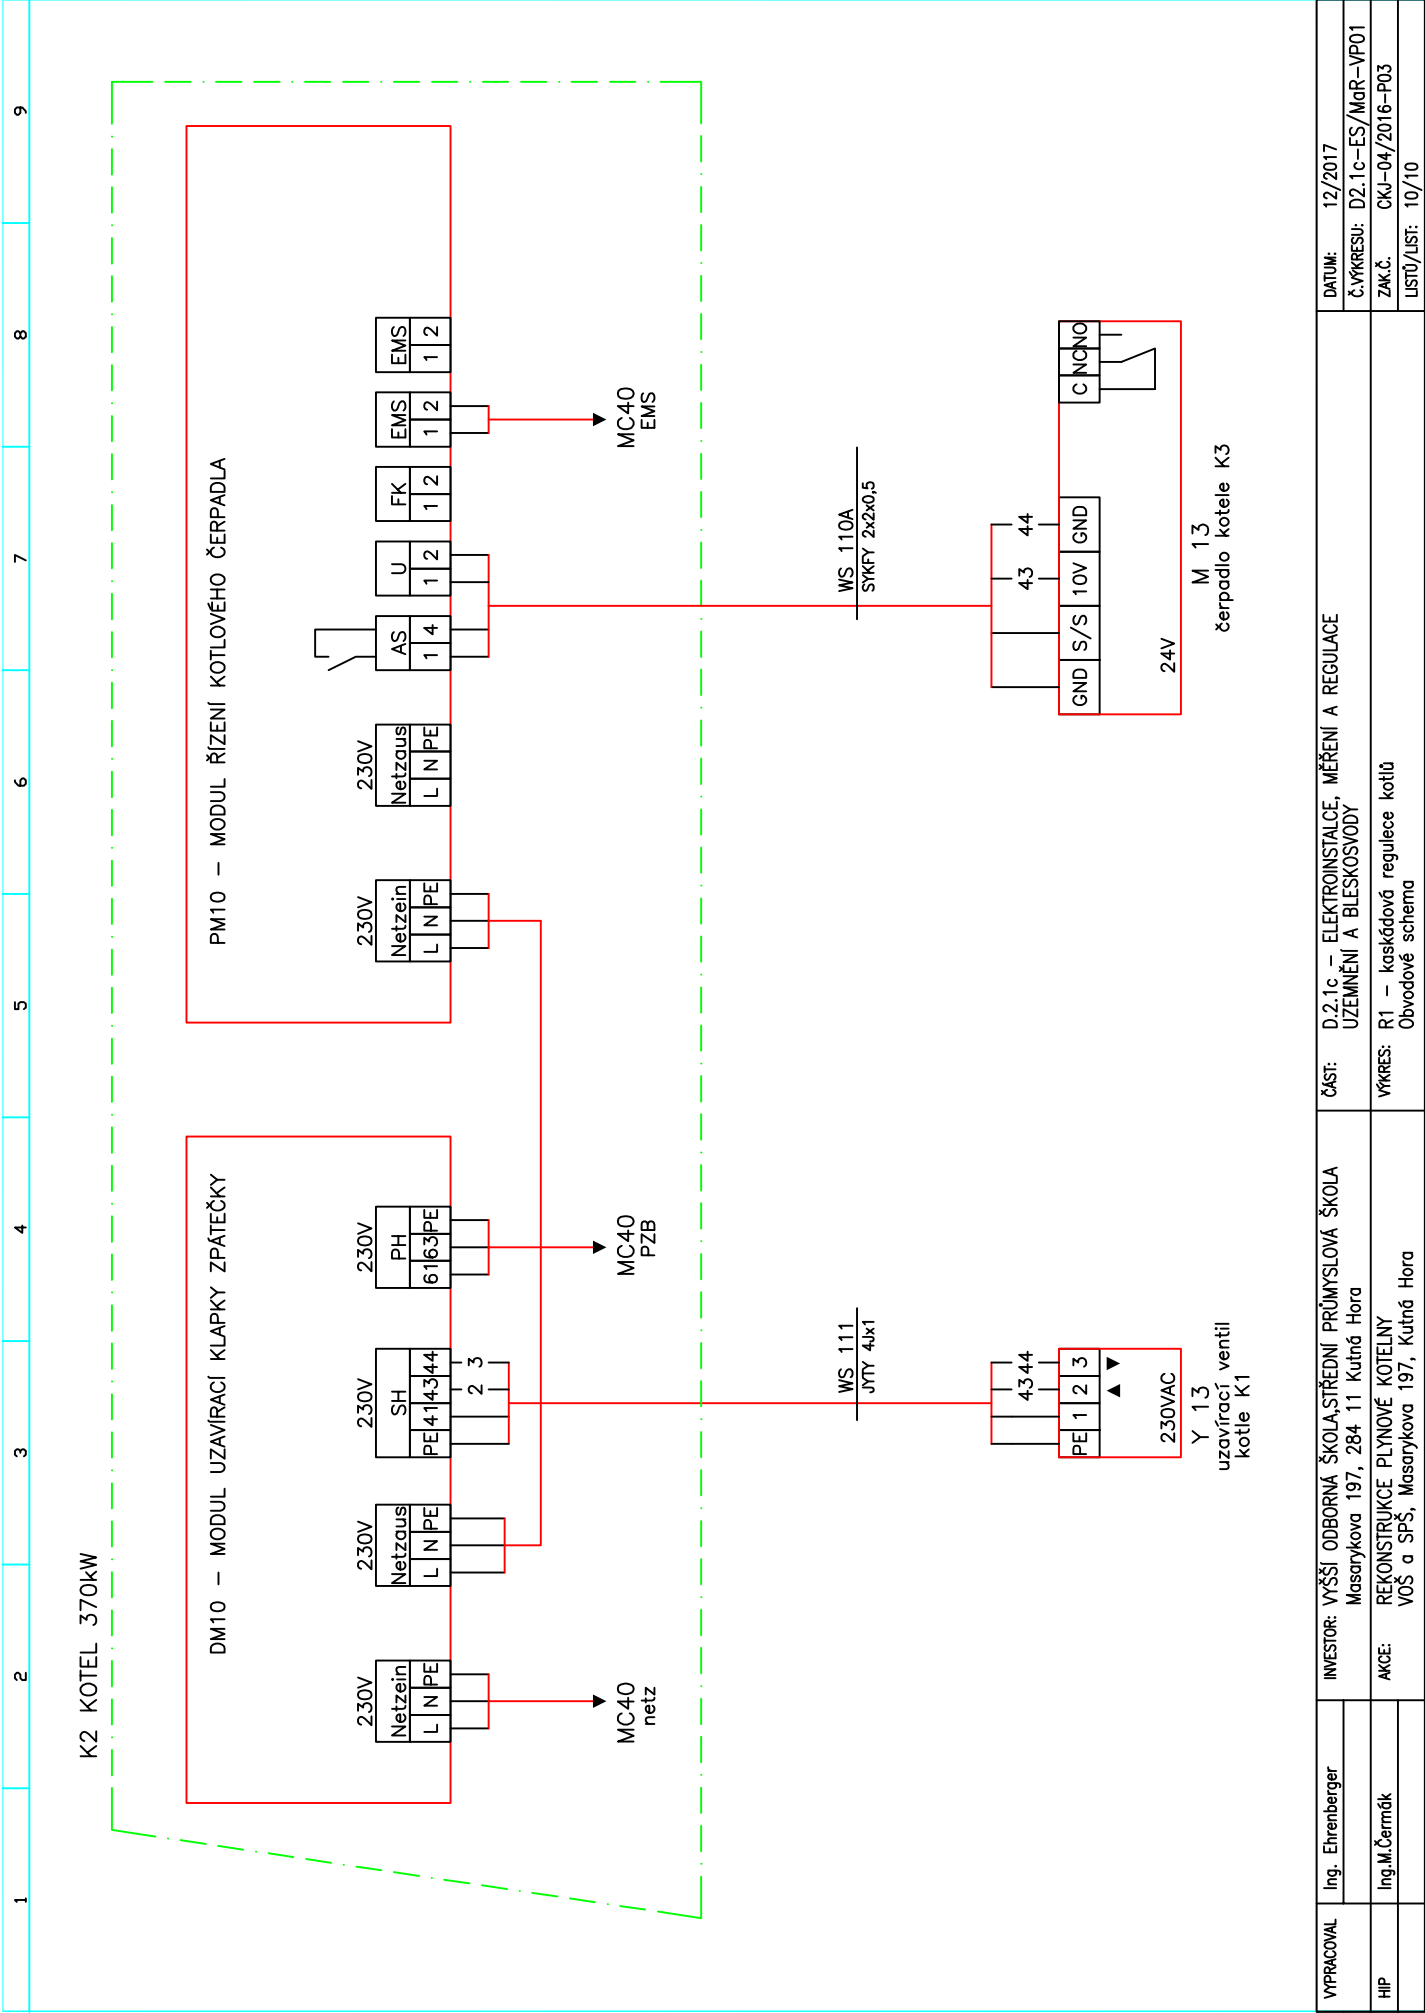 1 2 3 4 5 6 7 8 9
K2 KOTEL 370kW
DM10 – MODUL UZAVÍRACÍ KLAPKY ZPÁTEČKY
230V
Netzein
L N PE
MC40
netz
230V
Netzaus
L N PE
230V
SH
PE 41 43 44
2 3
230V
PH
61 63 PE
MC40
PZB
PM10 – MODUL ŘÍZENÍ KOTLOVÉHO ČERPADLA
230V
Netzein
L N PE
230V
Netzaus
L N PE
AS
1 4
U
1 2
FK
1 2
EMS
1 2
MC40
EMS
EMS
1 2
WS 111
JYTY 4Jx1
43 44
PE 1 2 3
230VAC
Y 13
uzavírací ventil
kotle K1
WS 110A
SYKFY 2x2x0,5
43 44
GND S/S 10V GND
C NC NO
24V
M 13
čerpadlo kotele K3
VYPRACOVAL Ing. Ehrenberger
HIP Ing.M.Čermák
INVESTOR: VYŠŠÍ ODBORNÁ ŠKOLA,STŘEDNÍ PRŮMYSLOVÁ ŠKOLA
Masarykova 197, 284 11 Kutná Hora
AKCE: REKONSTRUKCE PLYNOVÉ KOTELNY
VOŠ a SPŠ, Masarykova 197, Kutná Hora
ČÁST: D.2.1c – ELEKTROINSTALCE, MĚŘENÍ A REGULACE
UZEMNĚNÍ A BLESKOSVODY
VÝKRES: R1 – kaskádová regulece kotlů
Obvodové schema
DATUM: 12/2017
Č.VÝKRESU: D2.1c–ES/MaR–VP01
ZAK.Č. CKJ–04/2016–P03
LISTŮ/LIST: 10/10